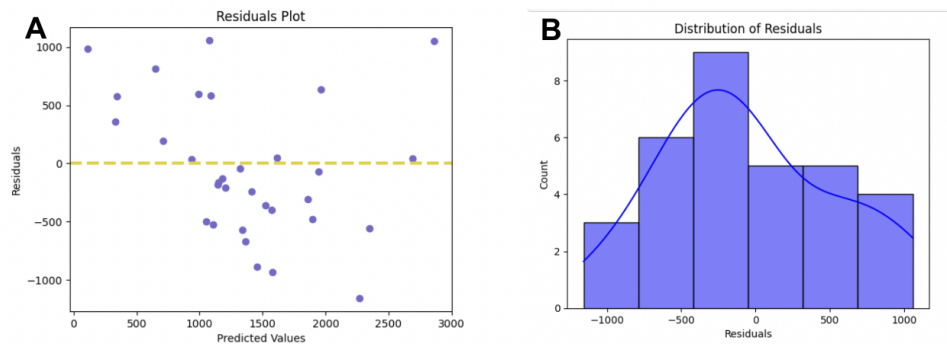 A
Residuals Plot
1000
500
0
−500
−1000
Residuals
0 500 1000 1500 2000 2500 3000
Predicted Values
B
Distribution of Residuals
8
6
4
2
0
Count
−1000 −500 0 500 1000
Residuals